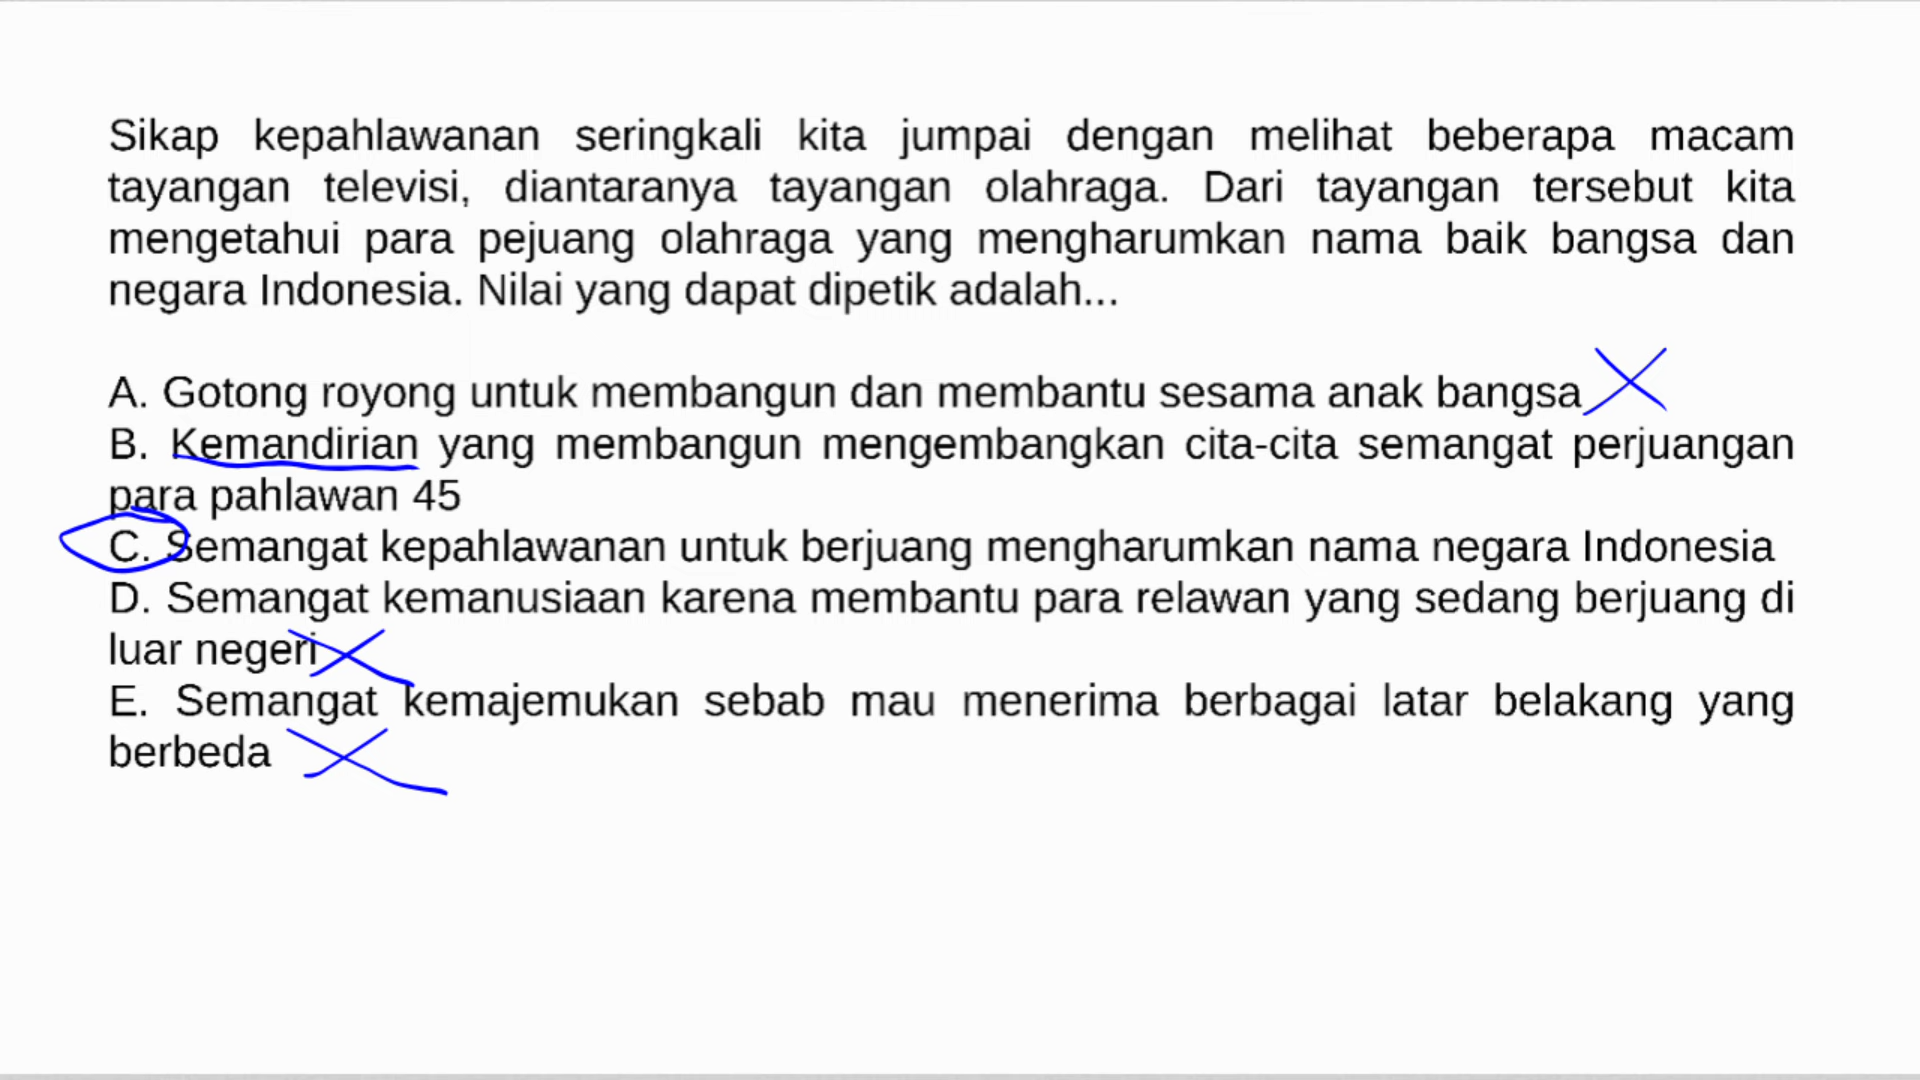 Sikap kepahlawanan seringkali kita jumpai dengan melihat beberapa macam
tayangan televisi, diantaranya tayangan olahraga. Dari tayangan tersebut kita
mengetahui para pejuang olahraga yang mengharumkan nama baik bangsa dan
negara Indonesia. Nilai yang dapat dipetik adalah...
A. Gotong royong untuk membangun dan membantu sesama anak bangsa
B. Kemandirian yang membangun mengembangkan cita-cita semangat perjuangan
para pahlawan 45
C. Semangat kepahlawanan untuk berjuang mengharumkan nama negara Indonesia
D. Semangat kemanusiaan karena membantu para relawan yang sedang berjuang di
luar negeri
E. Semangat kemajemukan sebab mau menerima berbagai latar belakang yang
berbeda